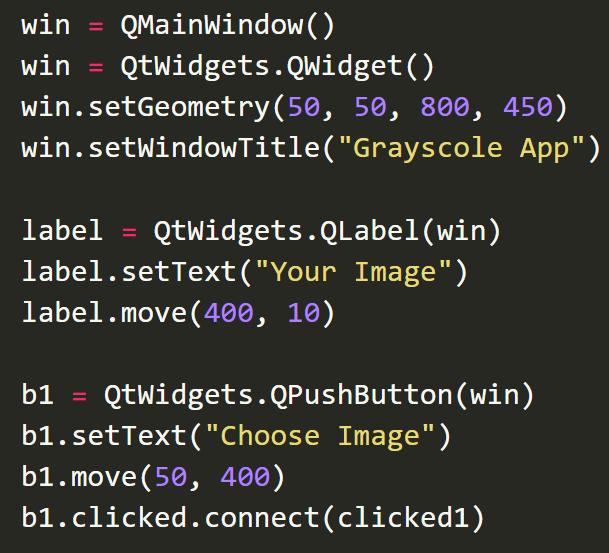 win = QMainWindow()
win = QtWidgets.QWidget()
win.setGeometry(50, 50, 800, 450)
win.setWindowTitle("Grayscole App")
label = QtWidgets.QLabel(win)
label.setText("Your Image")
label.move(400, 10)
b1 = QtWidgets.QPushButton(win)
b1.setText("Choose Image")
b1.move(50, 400)
b1.clicked.connect(clicked1)